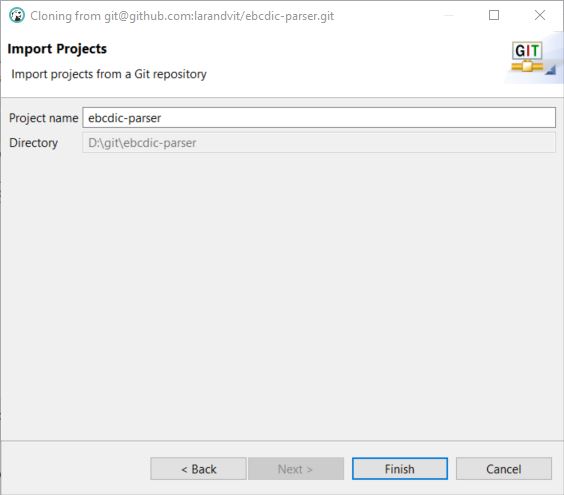 Cloning from git@github.com:larandvit/ebcdic-parser.git
Import Projects
Import projects from a Git repository
GIT
Project name ebcdic-parser
Directory D:\git\ebcdic-parser
< Back Next > Finish Cancel